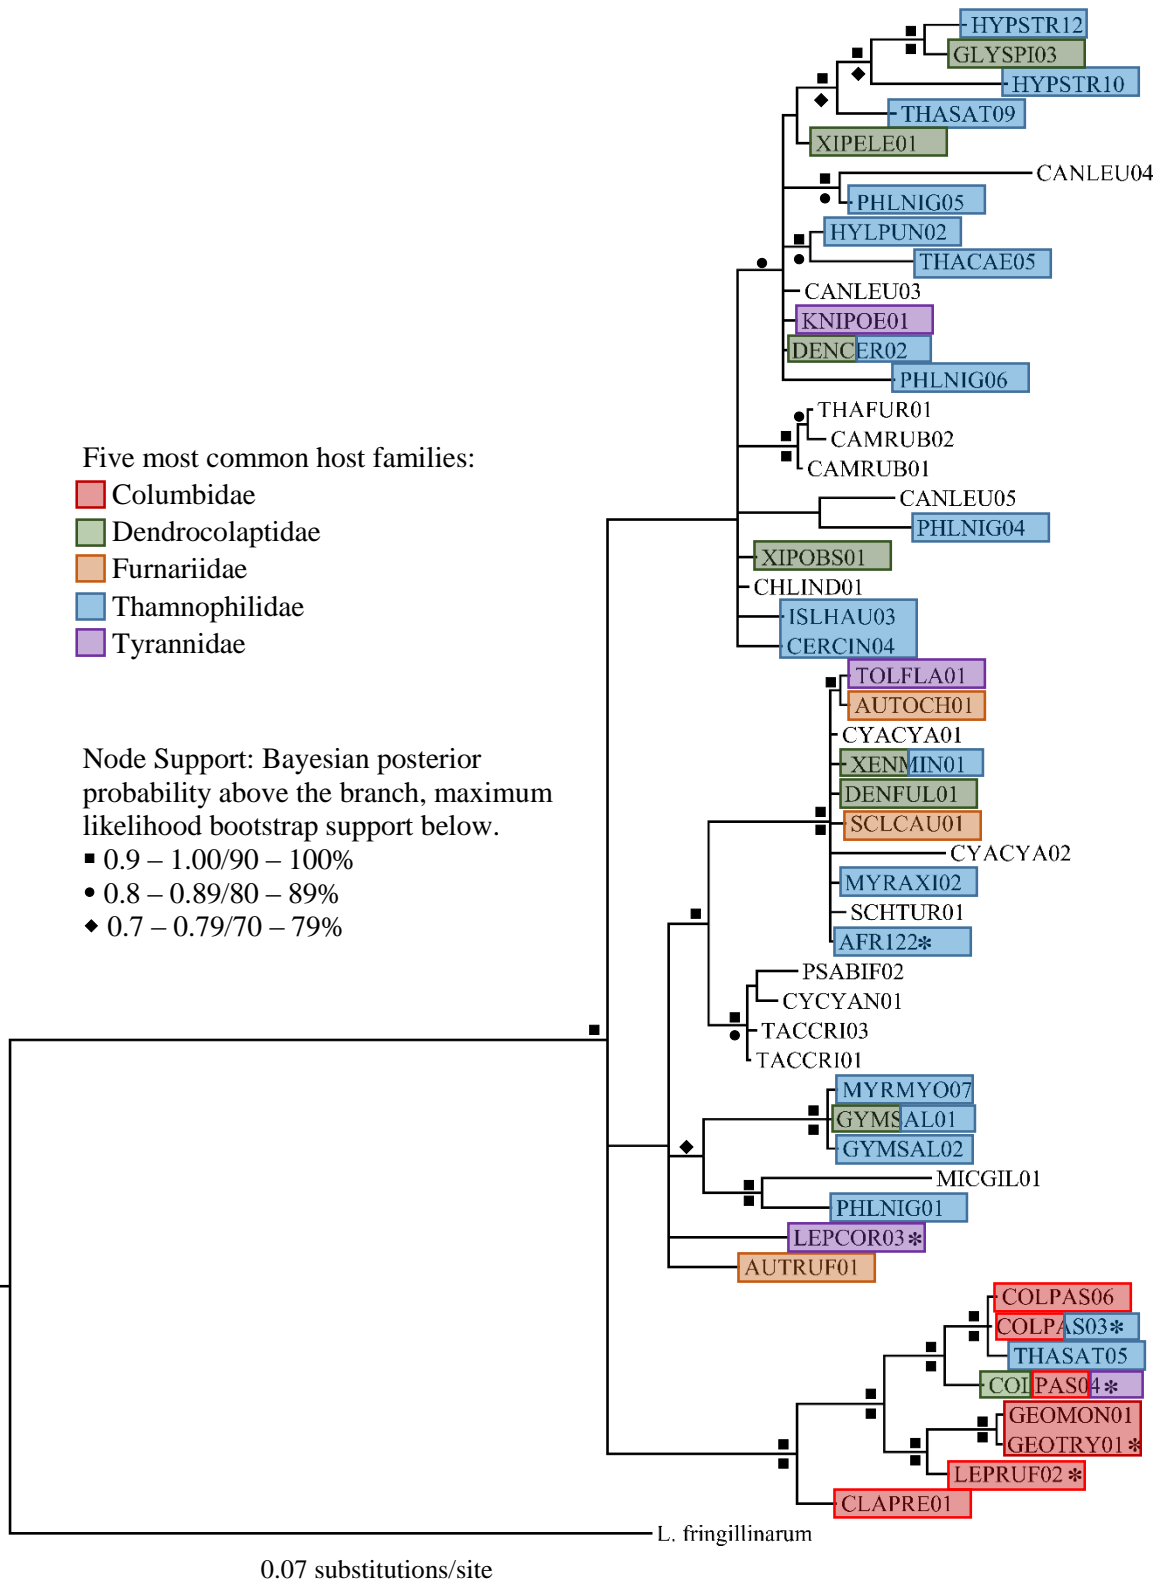 HYPSTR12
GLYSPI03
HYPSTR10
THASAT09
XIPELE01
CANLEU04
PHLNIG05
HYLPUN02
THACAE05
CANLEU03
KNIPOE01
DENCER02
PHLNIG06
THAFUR01
CAMRUB02
CAMRUB01
CANLEU05
PHLNIG04
XIPOBS01
CHLIND01
ISLHAU03
CERCIN04
Five most common host families:
Columbidae
Dendrocolaptidae
Furnariidae
Thamnophilidae
Tyrannidae
TOLFLA01
AUTOCH01
CYACYA01
XENMIN01
DENFUL01
SCLCAU01
CYACYA02
MYRAXI02
SCHTUR01
AFR122*
Node Support: Bayesian posterior
probability above the branch, maximum
likelihood bootstrap support below.
■ 0.9 – 1.00/90 – 100%
● 0.8 – 0.89/80 – 89%
◆ 0.7 – 0.79/70 – 79%
PSABIF02
CYCYAN01
TACCRI03
TACCRI01
MYRMYO07
GYMSAL01
GYMSAL02
MICGIL01
PHLNIG01
LEPCOR03*
AUTRUF01
COLPAS06
COLPAS03*
THASAT05
COLPAS04*
GEOMON01
GEOTRY01*
LEPRUF02*
CLAPRE01
L. fringillinarum
0.07 substitutions/site